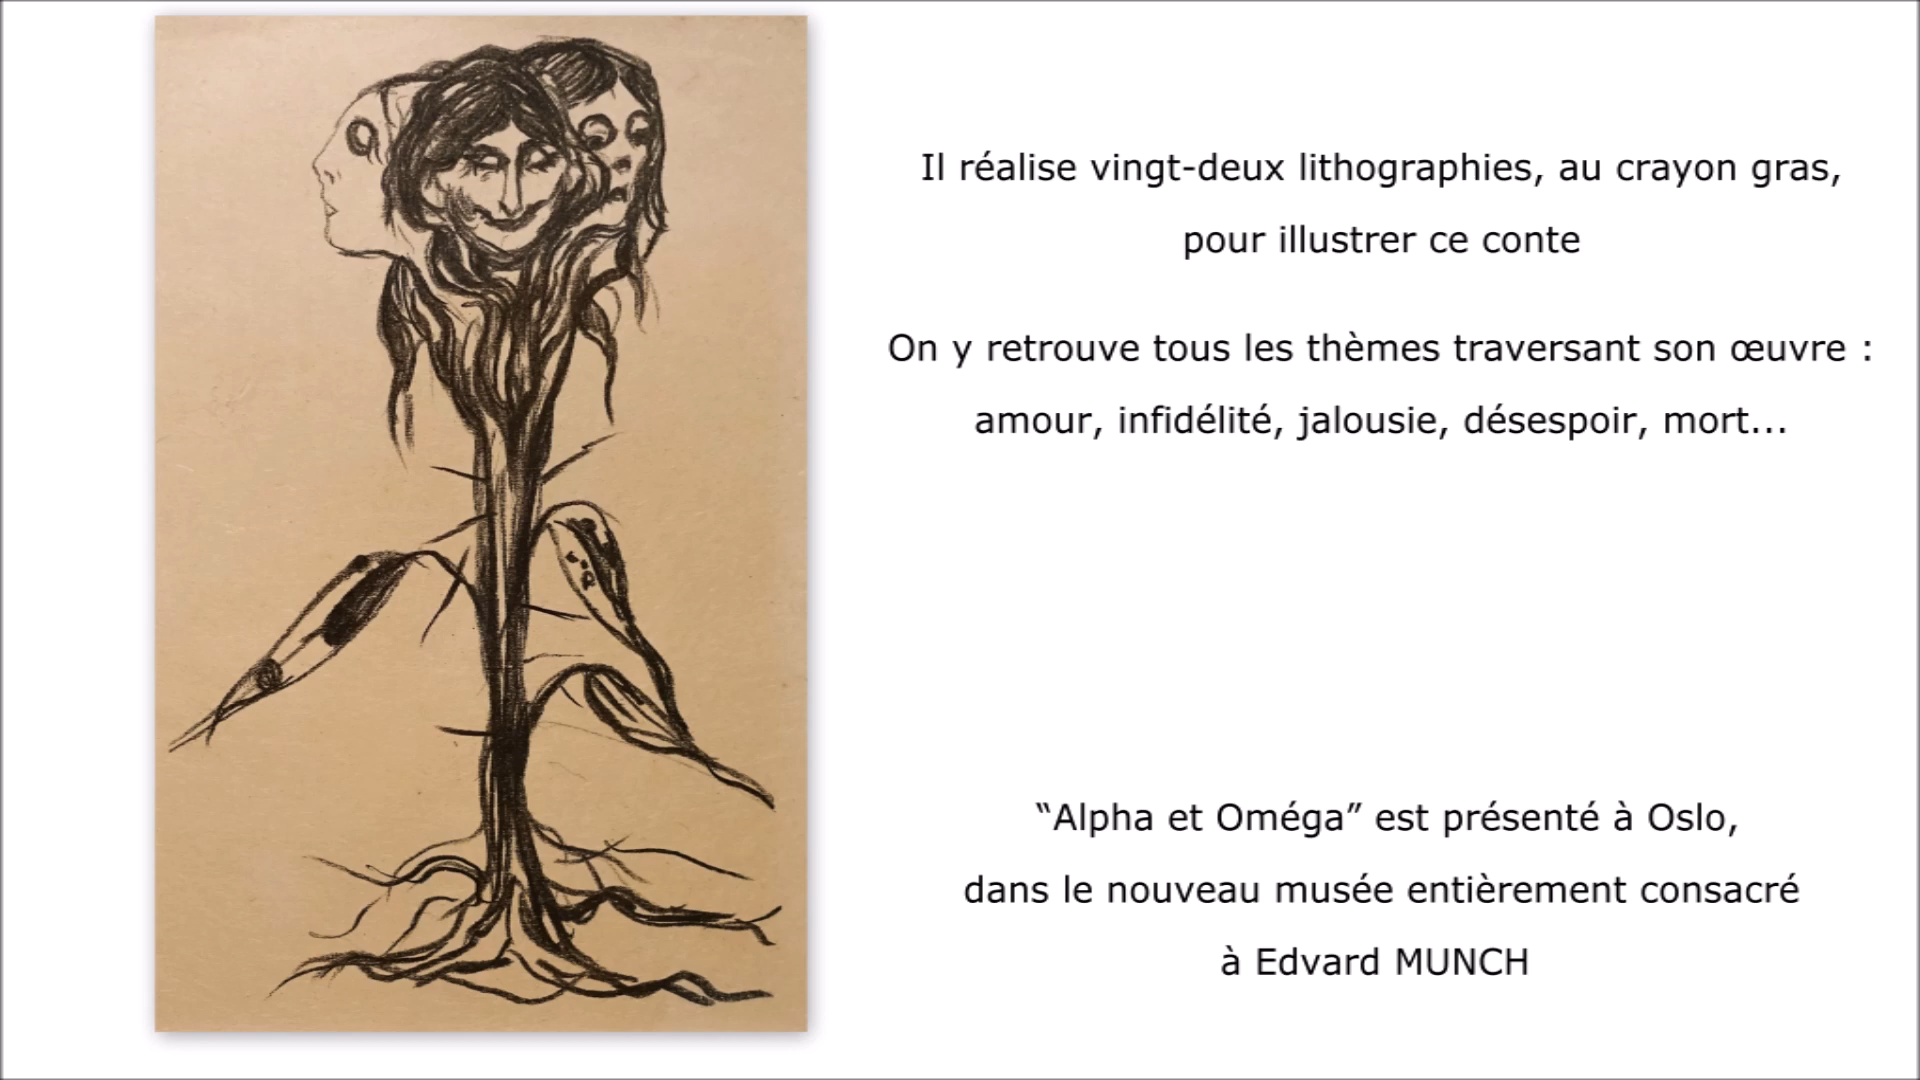 Il réalise vingt-deux lithographies, au crayon gras,
pour illustrer ce conte
On y retrouve tous les thèmes traversant son œuvre :
amour, infidélité, jalousie, désespoir, mort...
“Alpha et Oméga” est présenté à Oslo,
dans le nouveau musée entièrement consacré
à Edvard MUNCH